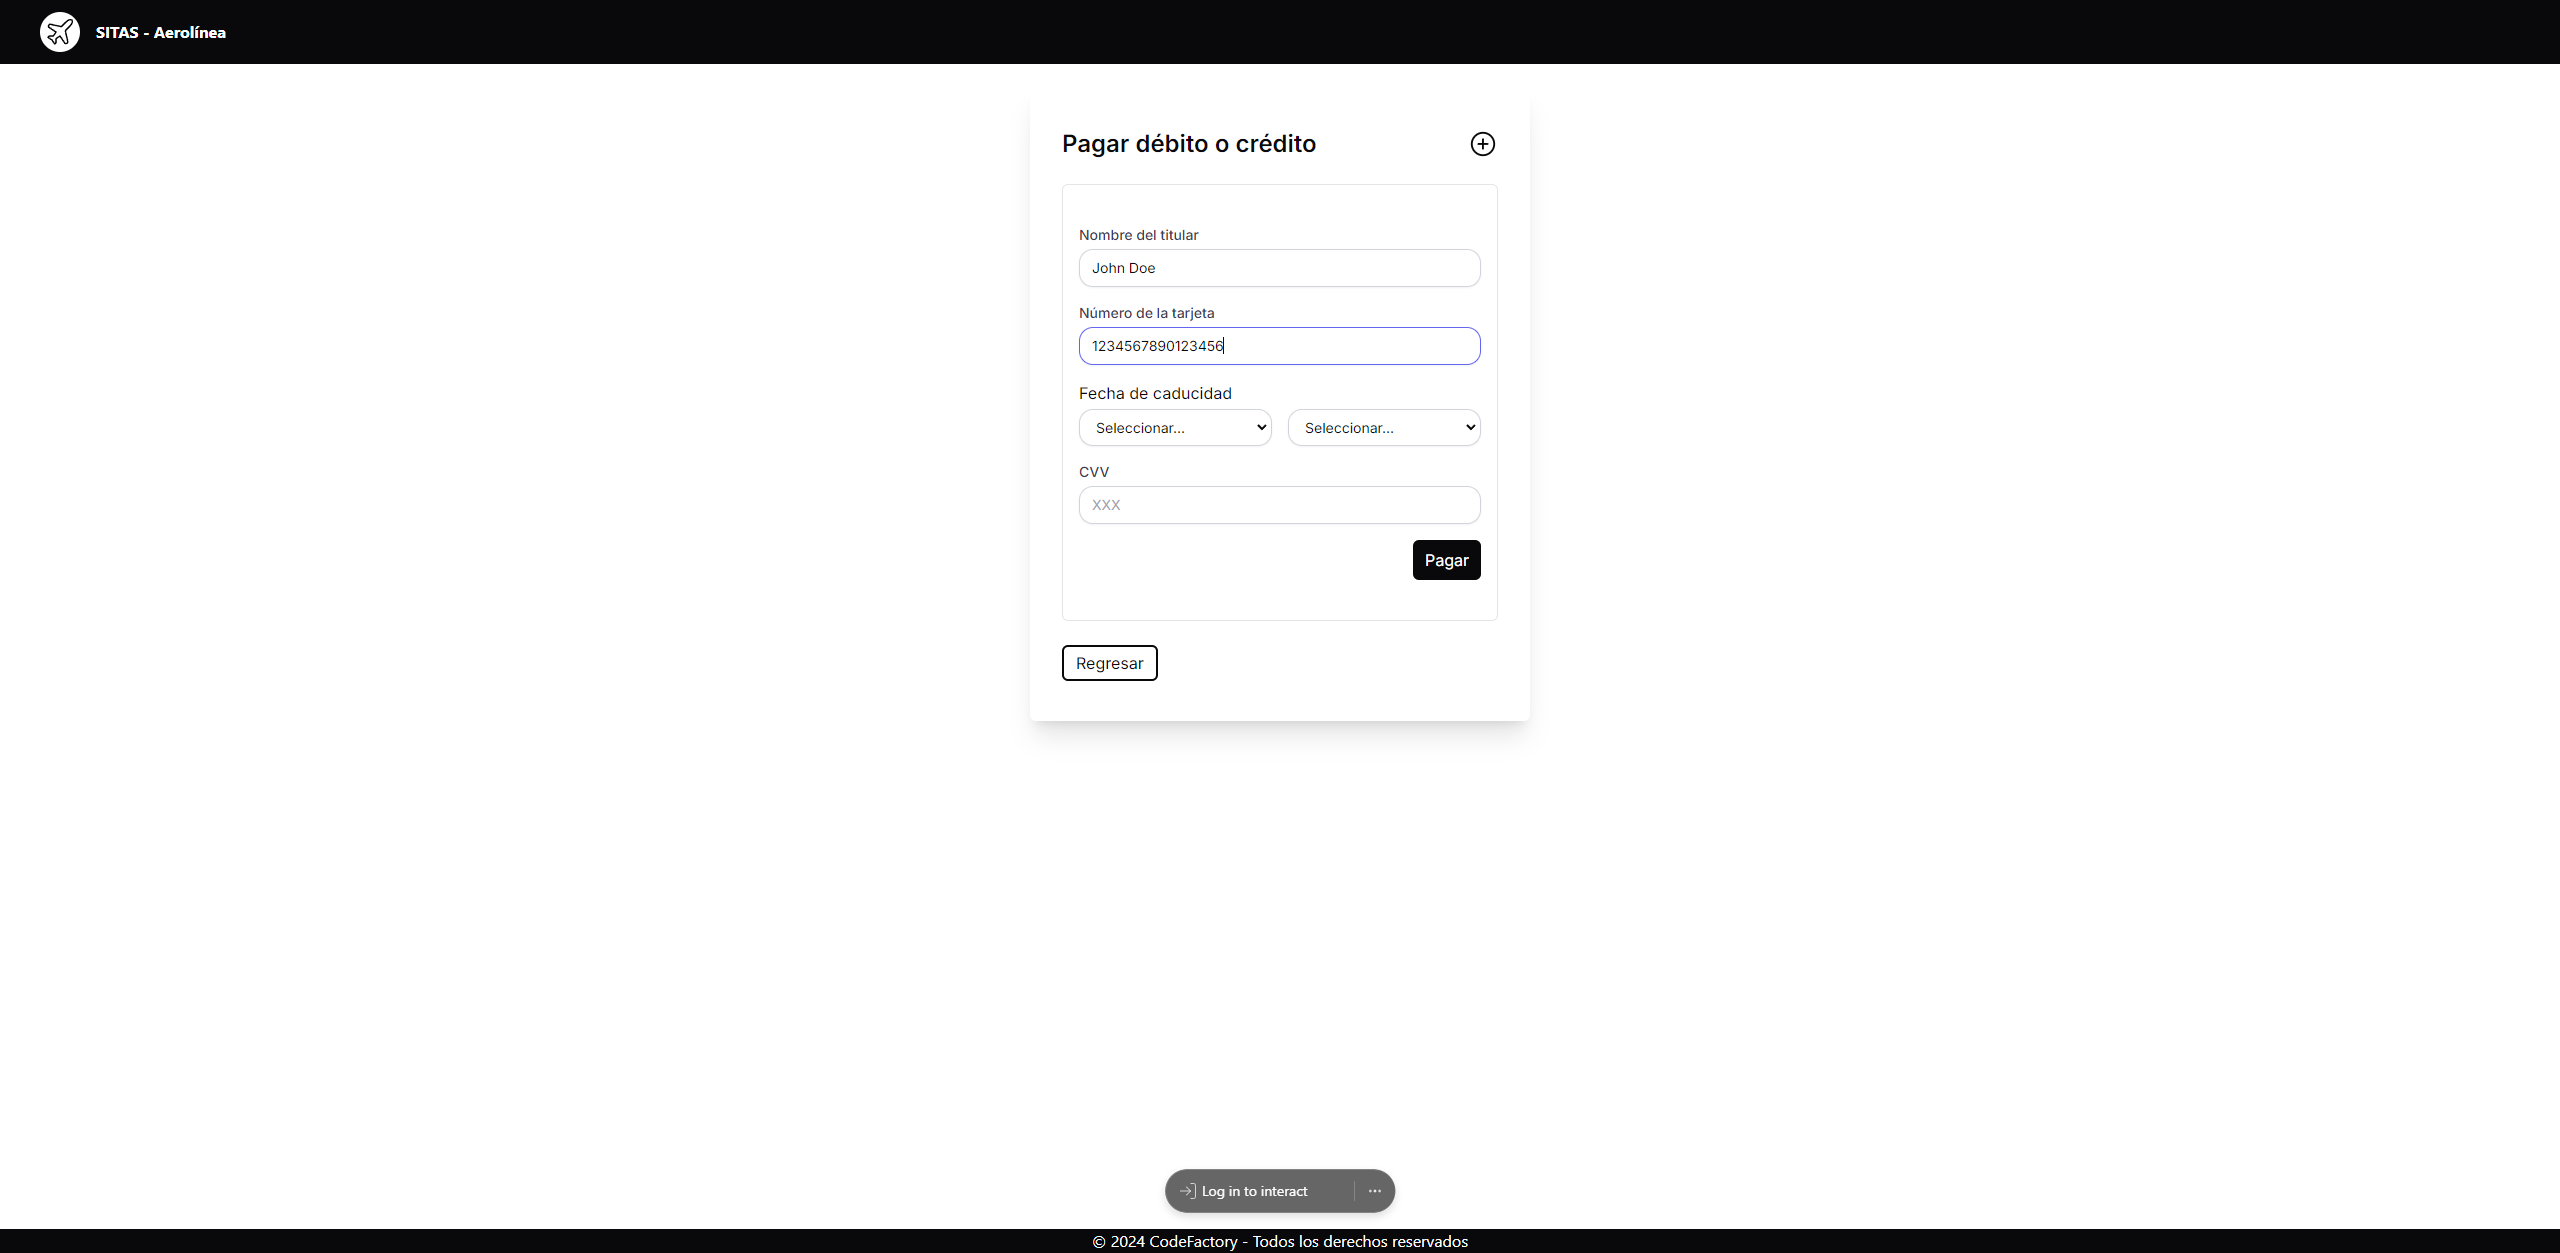 SITAS - Aerolínea
Pagar débito o crédito
Nombre del titular
John Doe
Número de la tarjeta
1234567890123456
Fecha de caducidad
Seleccionar... Seleccionar...
CVV
XXX
Pagar
Regresar
Log in to interact
© 2024 CodeFactory - Todos los derechos reservados